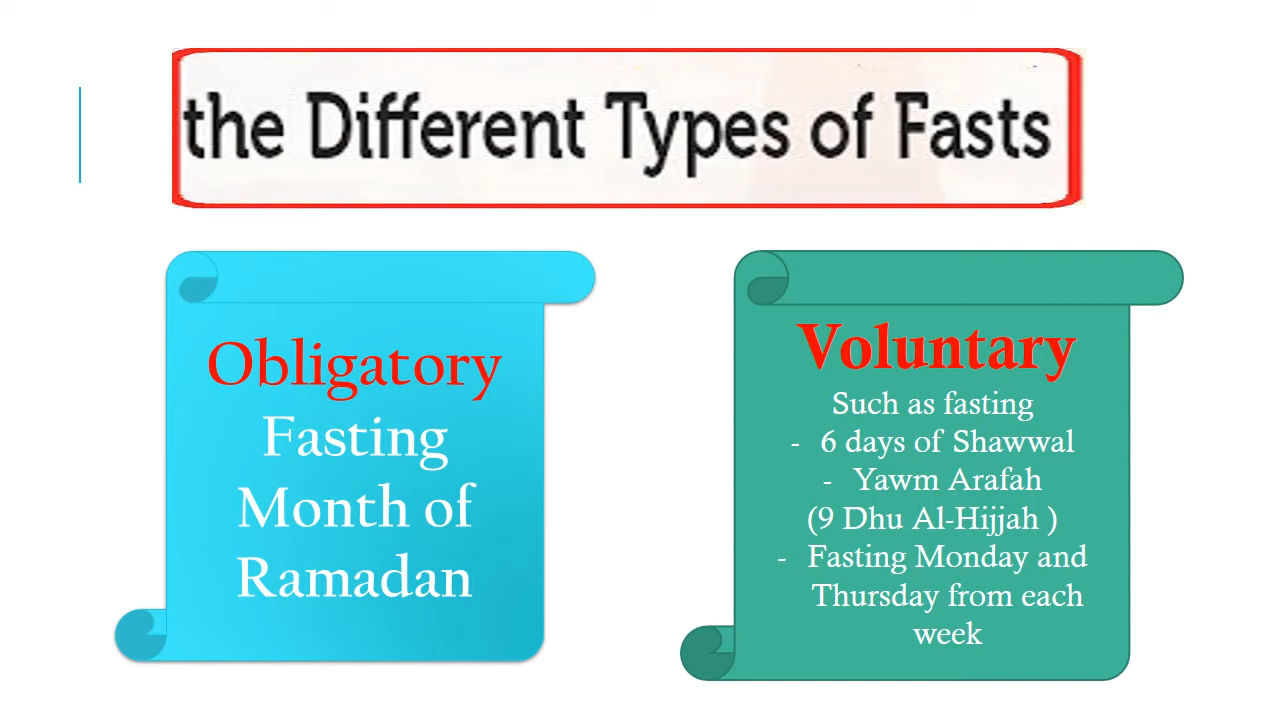 the Different Types of Fasts
Obligatory
Fasting
Month of
Ramadan
Voluntary
Such as fasting
- 6 days of Shawwal
- Yawm Arafah
(9 Dhu Al-Hijjah )
- Fasting Monday and
Thursday from each
week